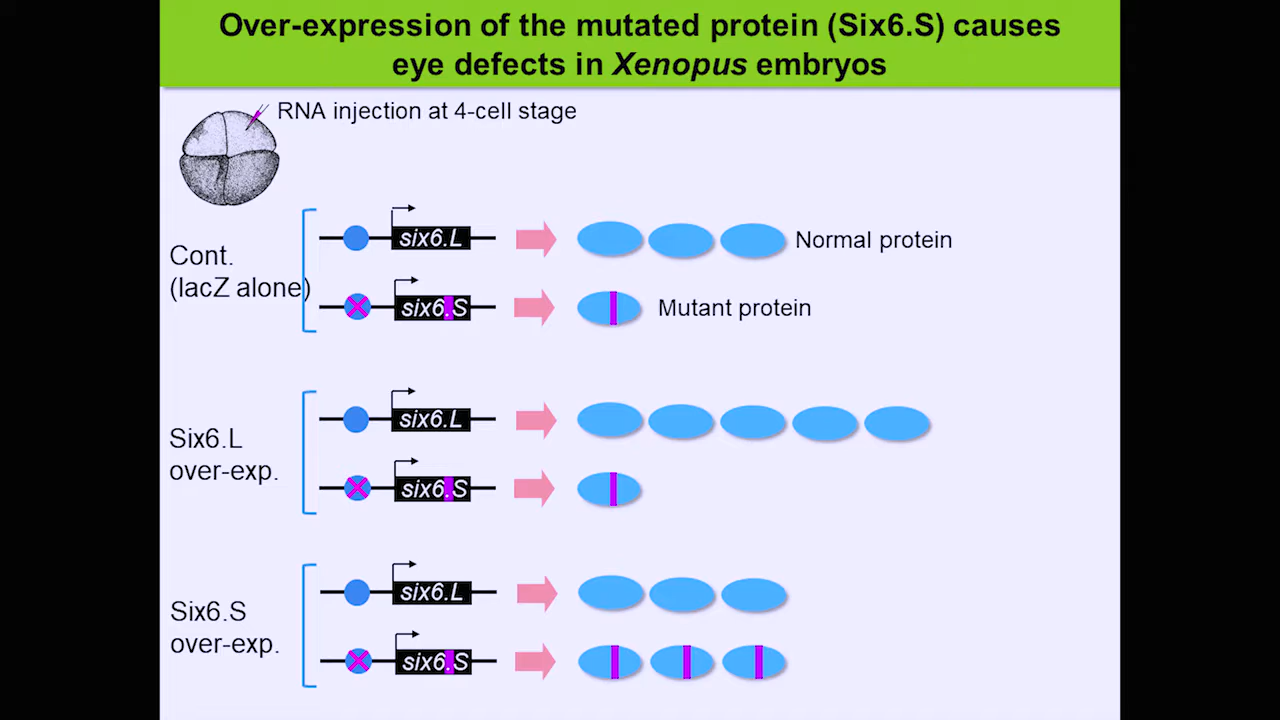 Over-expression of the mutated protein (Six6.S) causes
eye defects in Xenopus embryos
RNA injection at 4-cell stage
Cont.
(lacZ alone)
six6.L
Normal protein
six6.S
Mutant protein
Six6.L
over-exp.
six6.L
six6.S
Six6.S
over-exp.
six6.L
six6.S